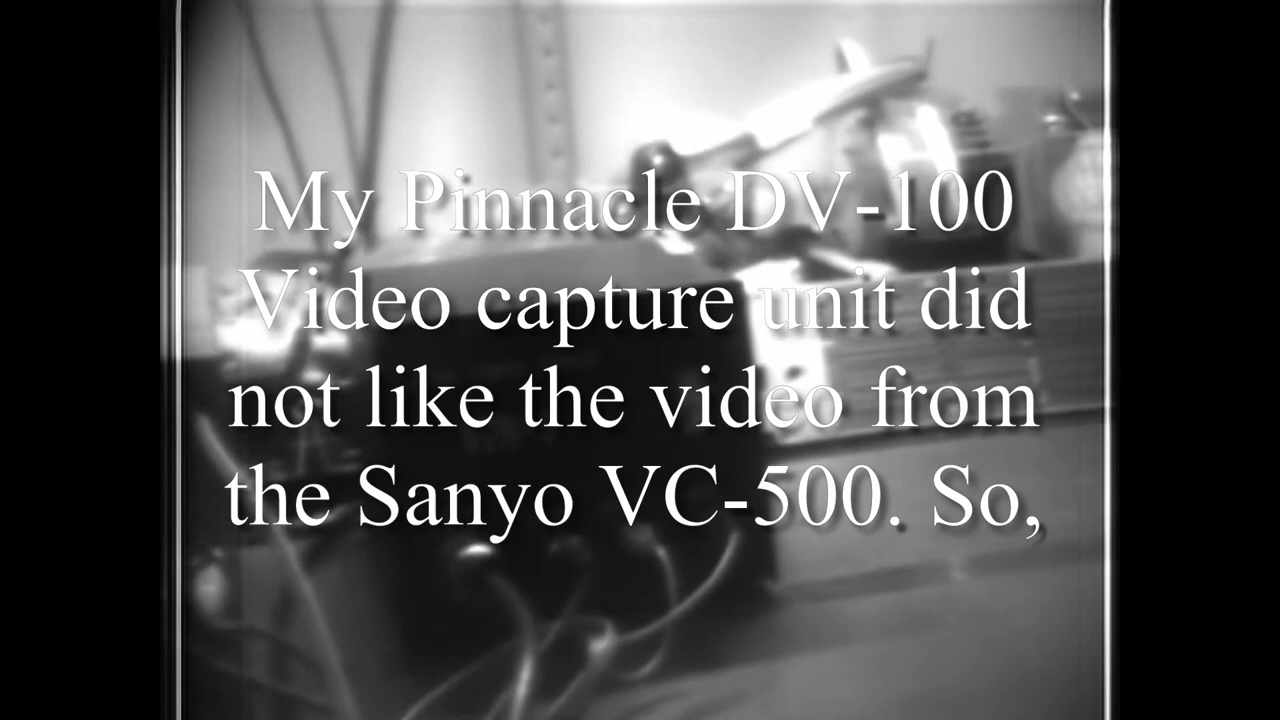 My Pinnacle DV-100
Video capture unit did
not like the video from
the Sanyo VC-500. So,